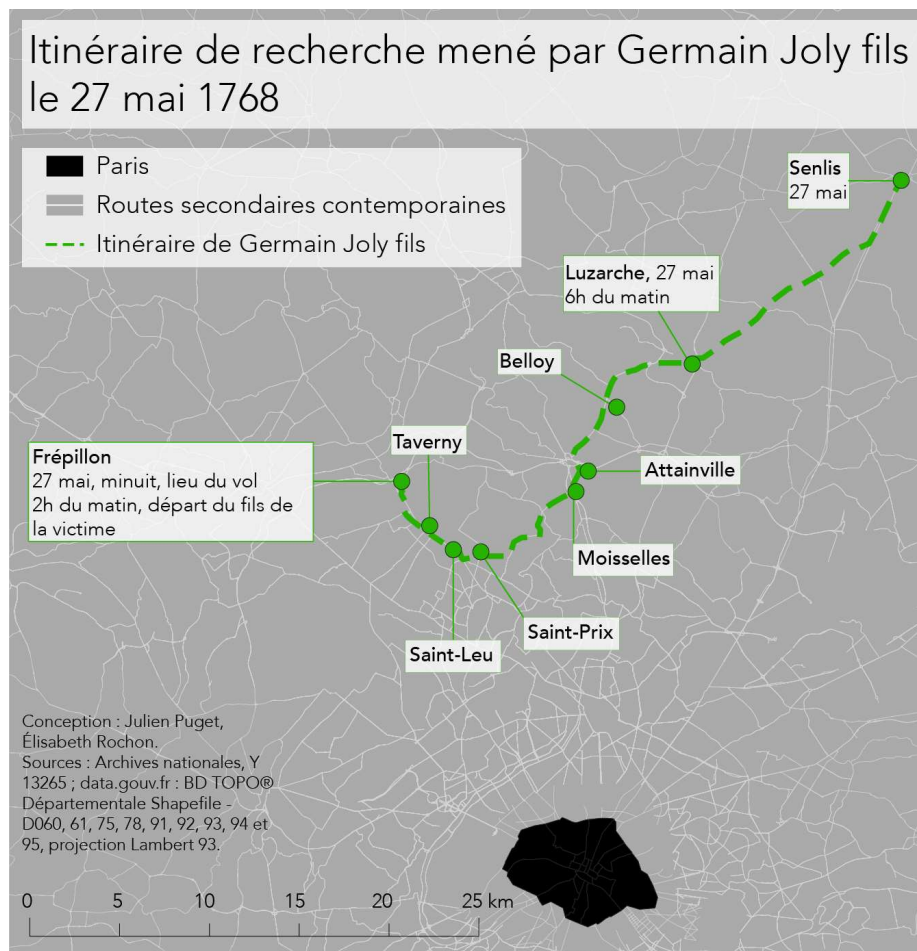 Itinéraire de recherche mené par Germain Joly fils
le 27 mai 1768
Paris
Routes secondaires contemporaines
Itinéraire de Germain Joly fils
Senlis
27 mai
Luzarche, 27 mai
6h du matin
Belloy
Taverny
Frépillon
27 mai, minuit, lieu du vol
2h du matin, départ du fils de
la victime
Attainville
Moisselles
Saint-Prix
Saint-Leu
Conception : Julien Puget,
Élisabeth Rochon.
Sources : Archives nationales, Y
13265 ; data.gouv.fr : BD TOPO®
Départementale Shapefile -
D060, 61, 75, 78, 91, 92, 93, 94 et
95, projection Lambert 93.
0 5 10 15 20 25 km